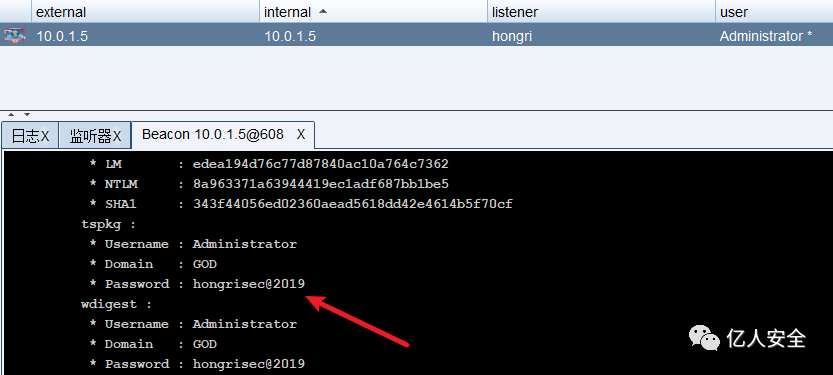 external internal listener user
10.0.1.5 10.0.1.5 hongri Administrator *
日志X 监听器X Beacon 10.0.1.5@608 X
* LM : edea194d76c77d87840ac10a764c7362
* NTLM : 8a963371a63944419ec1adf687bb1be5
* SHA1 : 343f44056ed02360aead5618dd42e4614b5f70cf
tspkg :
* Username : Administrator
* Domain : GOD
* Password : hongrisec@2019
wdigest :
* Username : Administrator
* Domain : GOD
* Password : hongrisec@2019
亿人安全